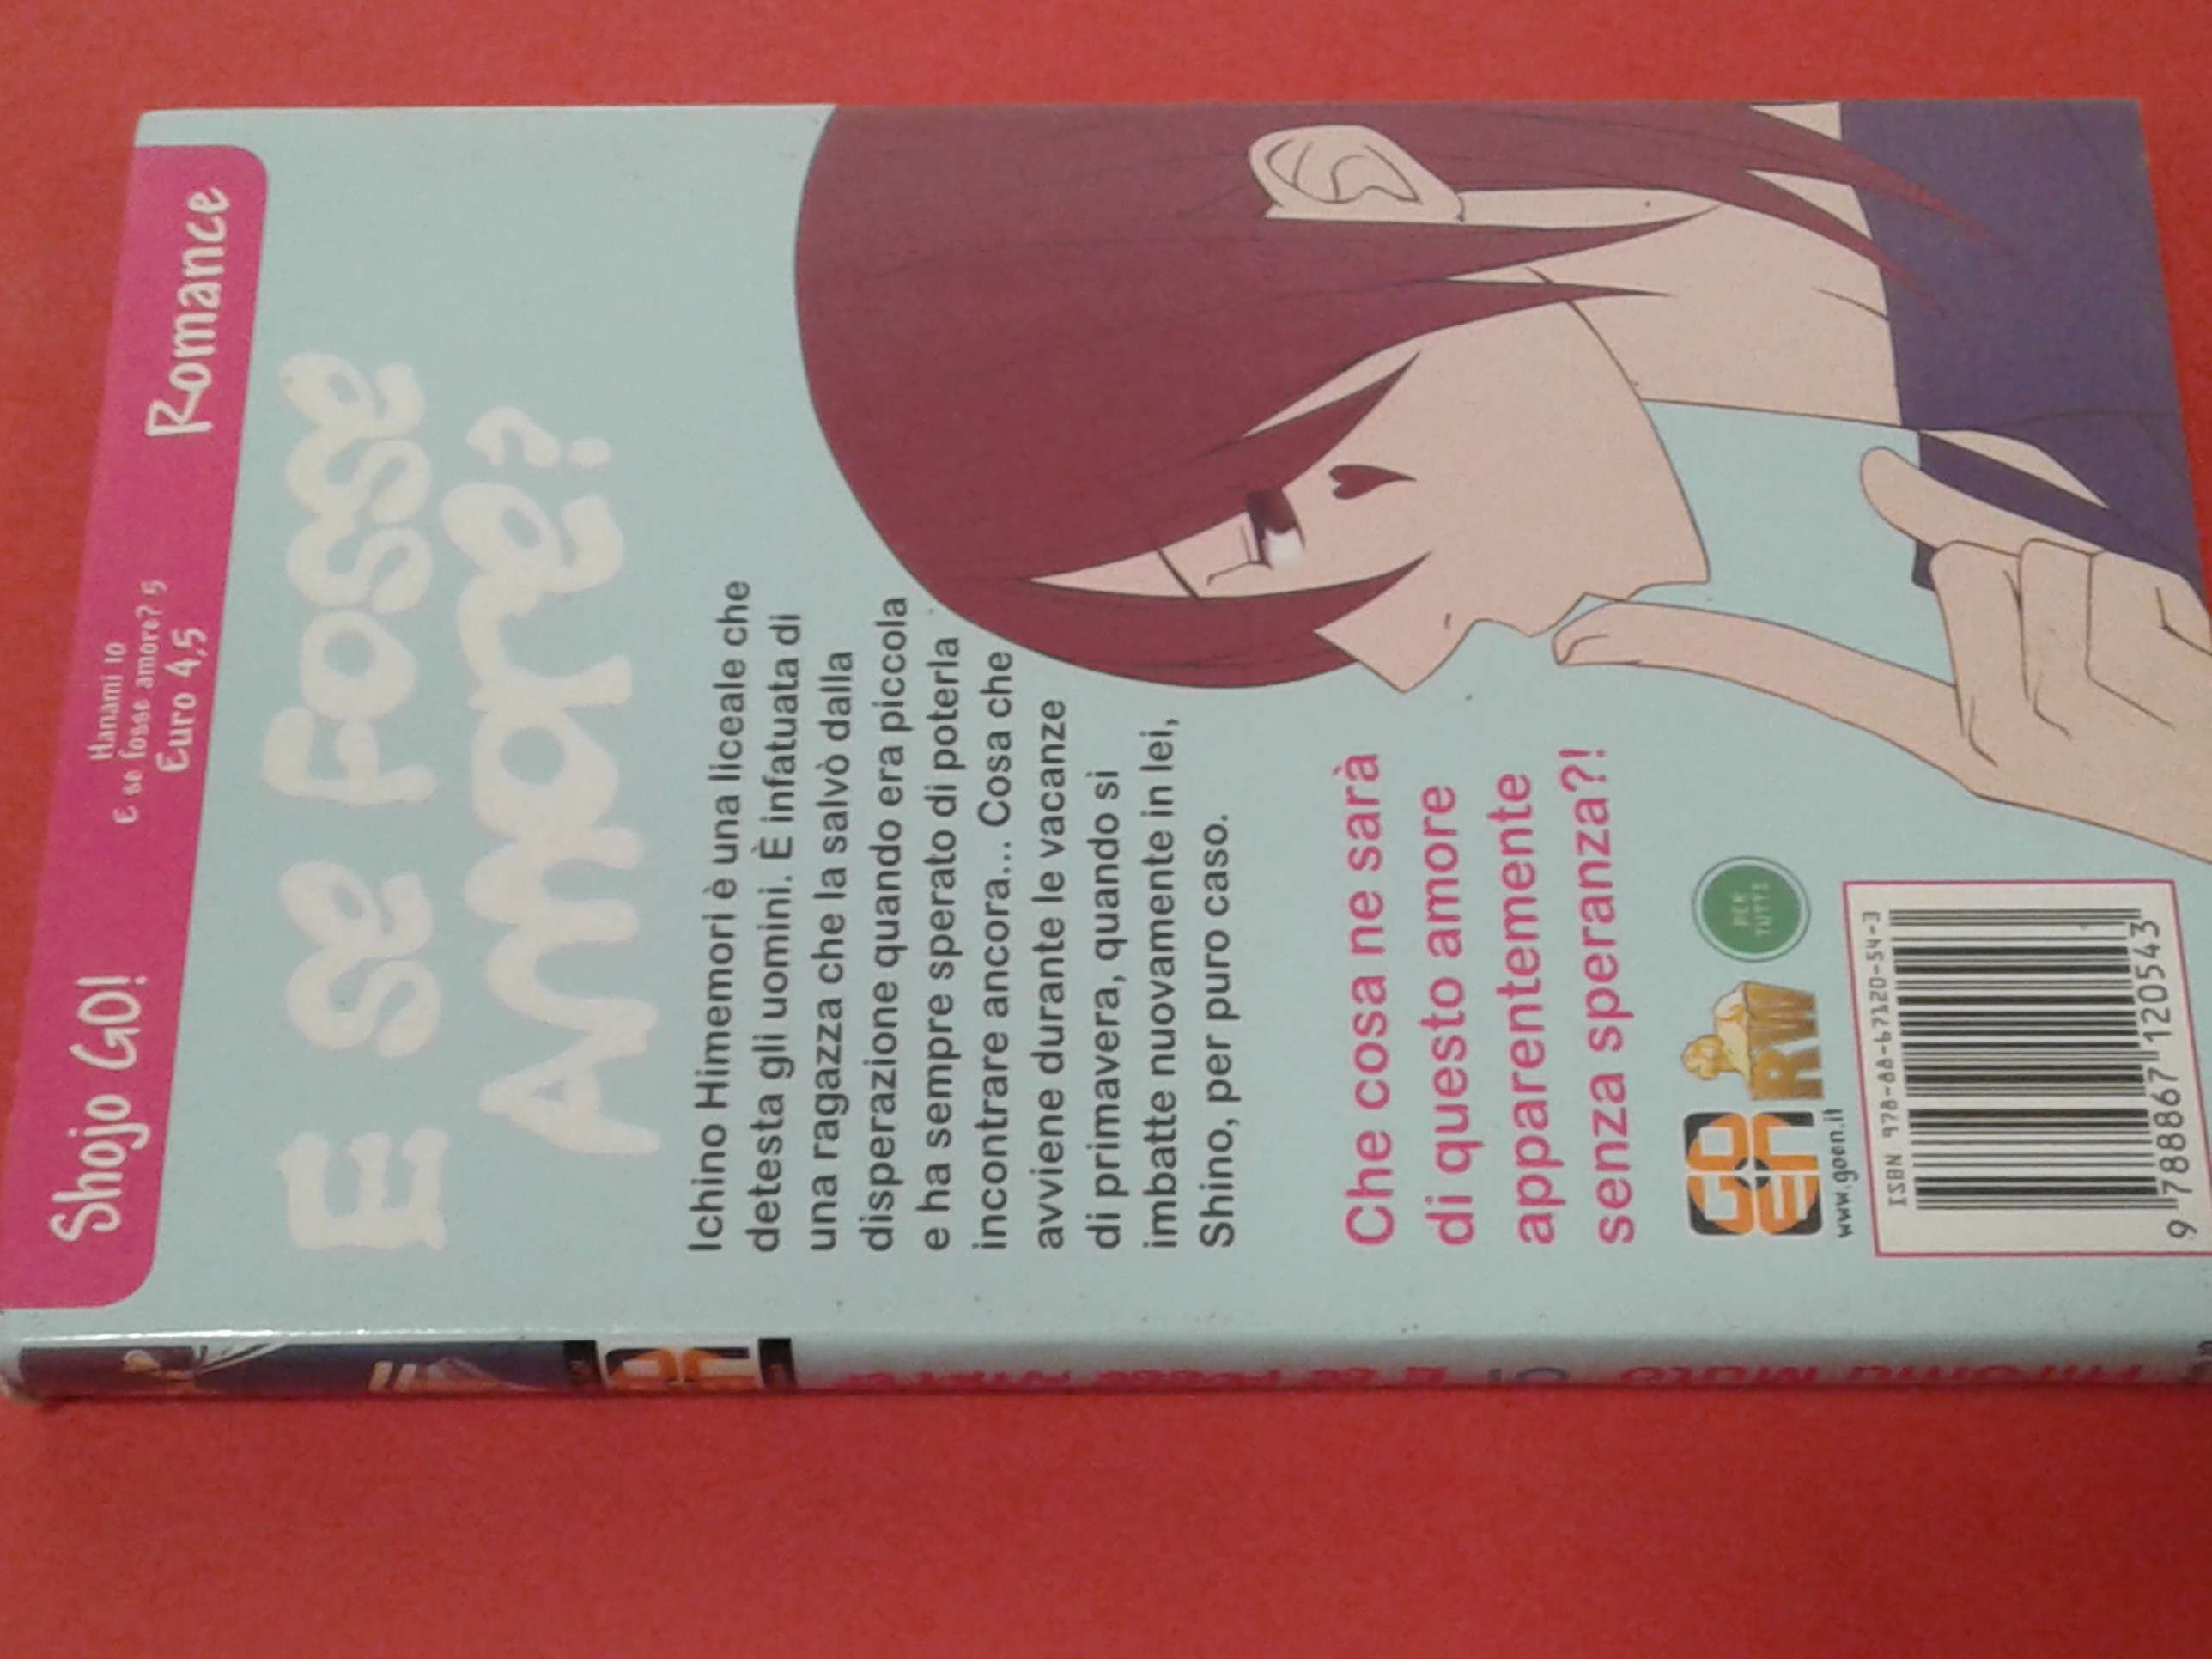 Shojo GO!
Hanami 10
E se fosse amore? 5
Euro 4,5
Romance
E se fosse
amore?
Ichino Himemori è una liceale che
detesta gli uomini. È infatuata di
una ragazza che la salvò dalla
disperazione quando era piccola
e ha sempre sperato di poterla
incontrare ancora... Cosa che
avviene durante le vacanze
di primavera, quando si
imbatte nuovamente in lei,
Shino, per puro caso.
Che cosa ne sarà
di questo amore
apparentemente
senza speranza?!
GOEN
RW
PER
TUTTI
www.goen.it
ISBN 978-88-67120-54-3
9 788867 120543